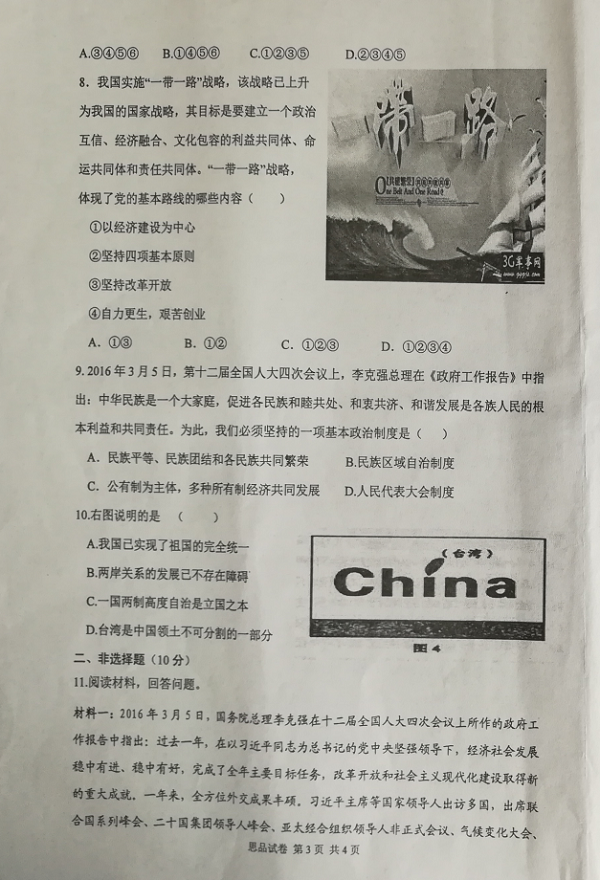 A.③④⑤⑥ B.①④⑤⑥ C.①②③⑤ D.②③④⑤
8. 我国实施“一带一路”战略，该战略已上升
为我国的国家战略，其目标是要建立一个政治
互信、经济融合、文化包容的利益共同体、命
运共同体和责任共同体。“一带一路”战略，
体现了党的基本路线的哪些内容（ ）
①以经济建设为中心
②坚持四项基本原则
③坚持改革开放
④自力更生，艰苦创业
带一路
One Belt And One Road
3G军事网
A．①③ B．①② C．①②③ D．①②③④
9. 2016 年 3 月 5 日，第十二届全国人大四次会议上，李克强总理在《政府工作报告》中指
出：中华民族是一个大家庭，促进各民族和睦共处、和衷共济、和谐发展是各族人民的根
本利益和共同责任。为此，我们必须坚持的一项基本政治制度是（ ）
A．民族平等、民族团结和各民族共同繁荣 B.民族区域自治制度
C．公有制为主体，多种所有制经济共同发展 D.人民代表大会制度
10.右图说明的是 （ ）
A.我国已实现了祖国的完全统一
B.两岸关系的发展已不存在障碍
C.一国两制高度自治是立国之本
D.台湾是中国领土不可分割的一部分
（台湾）
China
图 4
二、非选择题（10 分）
11.阅读材料，回答问题。
材料一：2016 年 3 月 5 日，国务院总理李克强在十二届全国人大四次会议上所作的政府工
作报告中指出：过去一年，在以习近平同志为总书记的党中央坚强领导下，经济社会发展
稳中有进、稳中有好，完成了全年主要目标任务，改革开放和社会主义现代化建设取得新
的重大成就。一年来，全方位外交成果丰硕。习近平主席等国家领导人出访多国，出席联
合国系列峰会、二十国集团领导人峰会、亚太经合组织领导人非正式会议、气候变化大会、
思品试卷 第 3 页 共 4 页